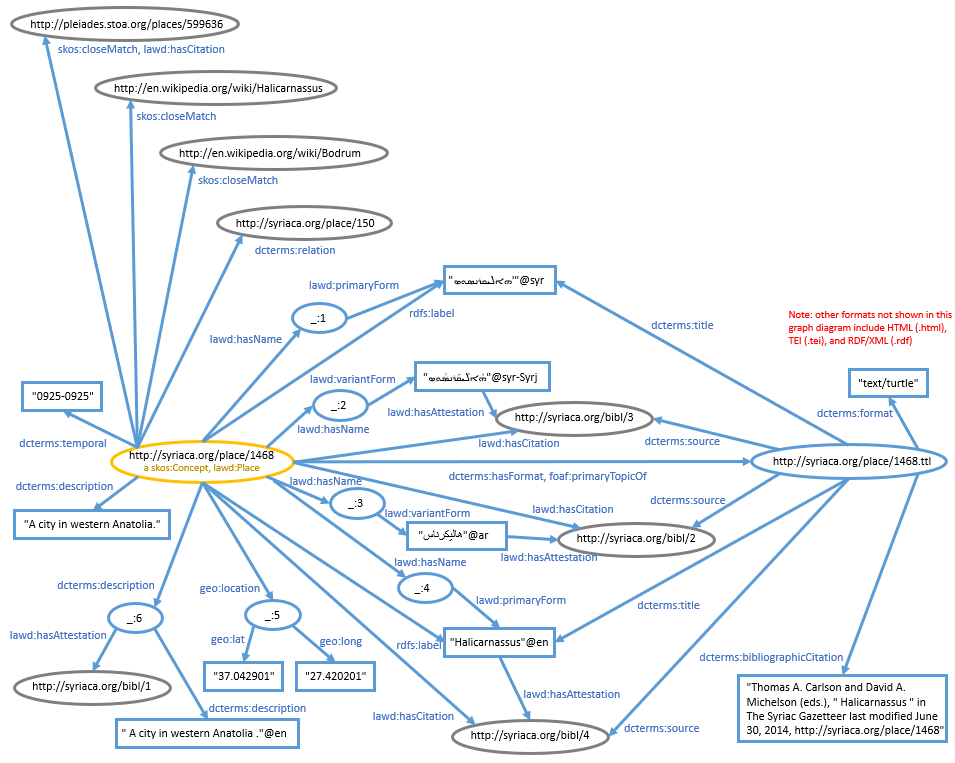 http://pleiades.stoa.org/places/599636
skos:closeMatch, lawd:hasCitation
http://en.wikipedia.org/wiki/Halicarnassus
skos:closeMatch
http://en.wikipedia.org/wiki/Bodrum
skos:closeMatch
http://syriaca.org/place/150
dcterms:relation
@syr
lawd:primaryForm
rdfs:label
_:1
lawd:hasName
dcterms:title
Note: other formats not shown in this
graph diagram include HTML (.html),
TEI (.tei), and RDF/XML (.rdf)
lawd:variantForm
@syr-Syrj
"text/turtle"
"0925-0925"
_:2
lawd:hasAttestation
dcterms:format
http://syriaca.org/bibl/3
lawd:hasName
dcterms:temporal
lawd:hasCitation
dcterms:source
http://syriaca.org/place/1468
a skos:Concept, lawd:Place
http://syriaca.org/place/1468.ttl
dcterms:hasFormat, foaf:primaryTopicOf
lawd:hasName
dcterms:description
_:3
dcterms:source
lawd:hasCitation
lawd:variantForm
"A city in western Anatolia."
"هاليكرناس"@ar
http://syriaca.org/bibl/2
lawd:hasAttestation
lawd:hasName
dcterms:description
geo:location
_:4
lawd:primaryForm
dcterms:title
_:6
_:5
lawd:hasAttestation
geo:lat
geo:long
rdfs:label
"Halicarnassus"@en
dcterms:bibliographicCitation
"37.042901"
"27.420201"
http://syriaca.org/bibl/1
lawd:hasAttestation
"Thomas A. Carlson and David A.
Michelson (eds.), " Halicarnassus " in
The Syriac Gazetteer last modified June
30, 2014, http://syriaca.org/place/1468"
dcterms:description
lawd:hasCitation
dcterms:source
" A city in western Anatolia ."@en
http://syriaca.org/bibl/4